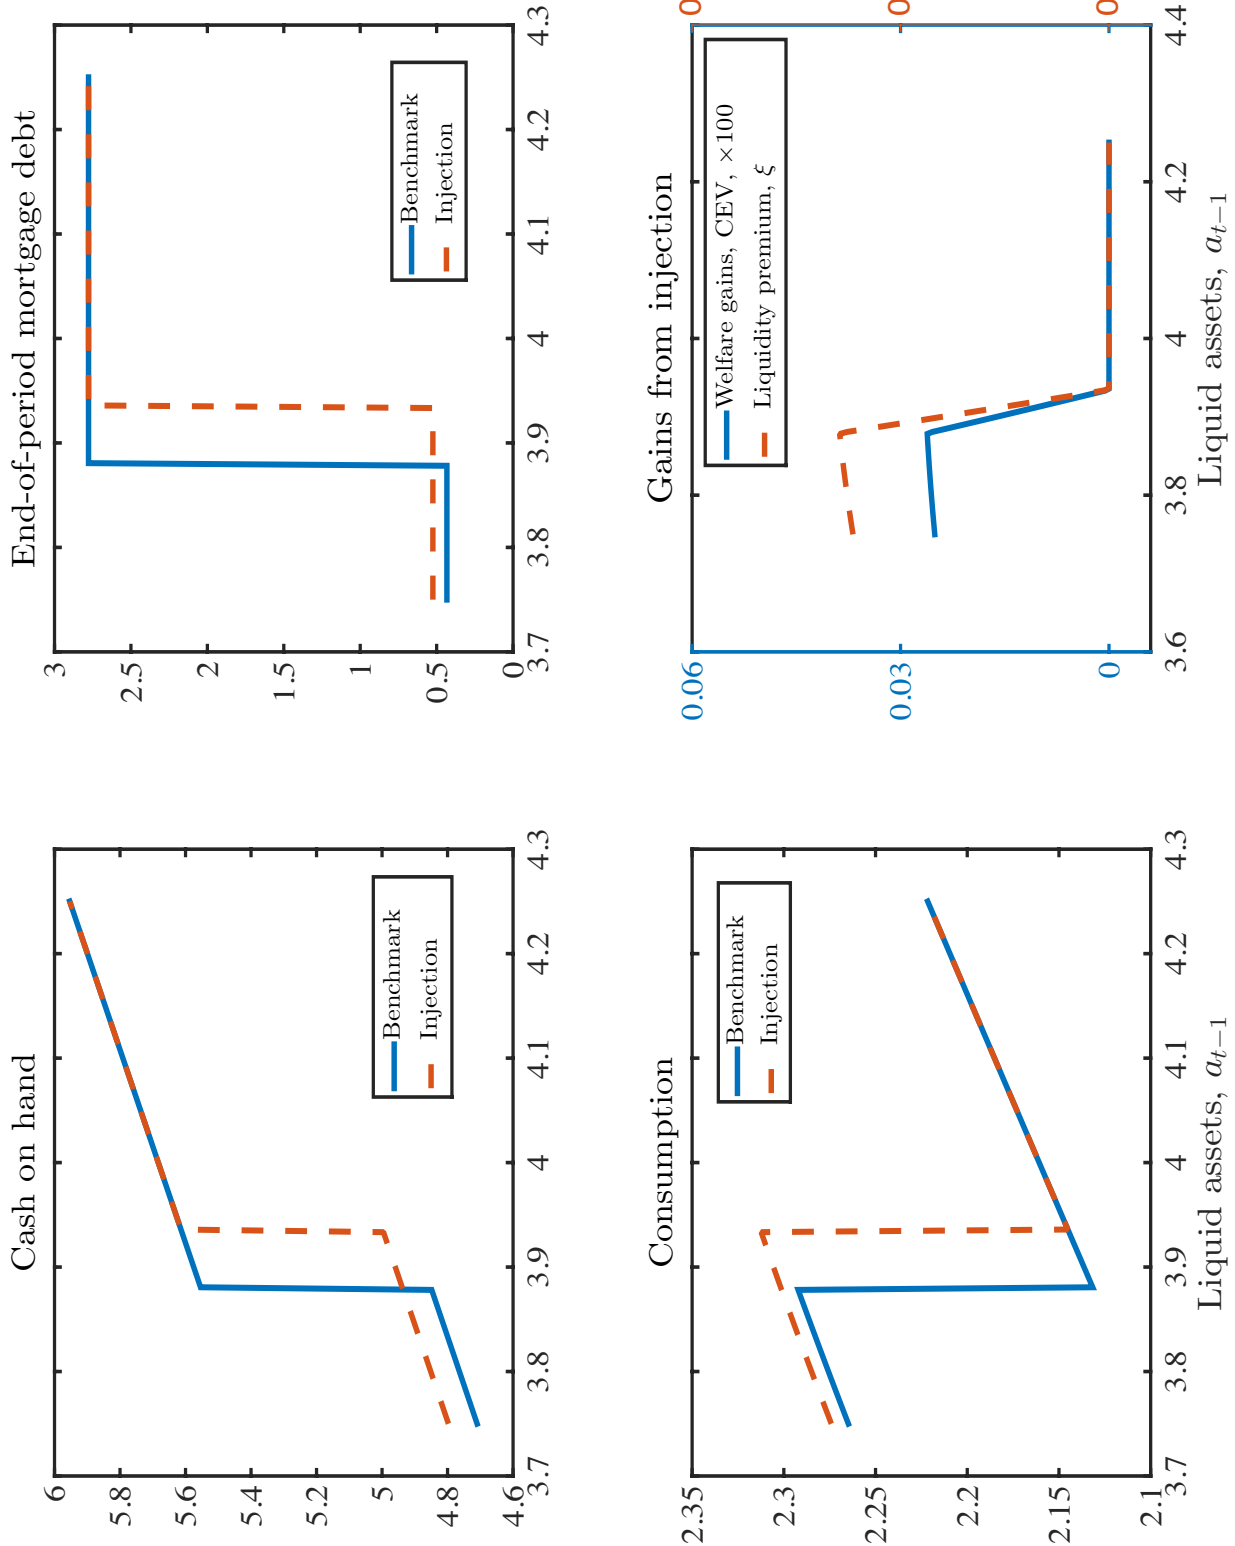 Cash on hand
6
5.8
5.6
5.4
5.2
5
4.8
4.6
3.7 3.8 3.9 4 4.1 4.2 4.3
Benchmark
Injection
End-of-period mortgage debt
3
2.5
2
1.5
1
0.5
0
3.7 3.8 3.9 4 4.1 4.2 4.3
Benchmark
Injection
Consumption
2.35
2.3
2.25
2.2
2.15
2.1
3.7 3.8 3.9 4 4.1 4.2 4.3
Liquid assets, a_{t−1}
Benchmark
Injection
Gains from injection
0.06
0.03
0
0
0
0
3.6 3.8 4 4.2 4.4
Liquid assets, a_{t−1}
Welfare gains, CEV, ×100
Liquidity premium, ξ